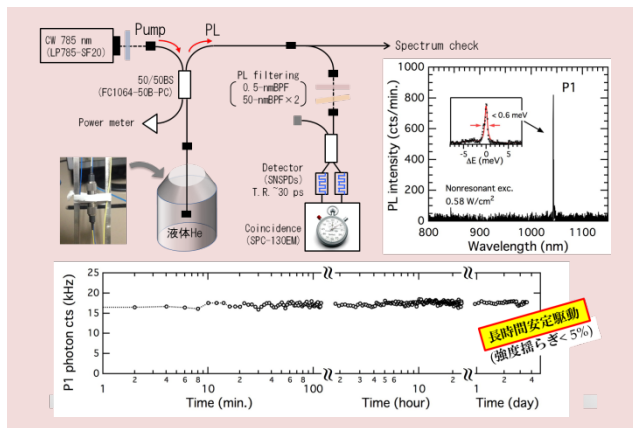 CW 785 nm
(LP785-SF20)
Pump
PL
Spectrum check
50/50BS
(FC1064-50B-PC)
Power meter
PL filtering
0.5-nmBPF
50-nmBPF×2
Detector
(SNSPDs)
T.R.~30 ps
Coincidence
(SPC-130EM)
液体He
PL intensity (cts/min.)
1000
800
600
400
200
0
P1
< 0.6 meV
-5 0 5
ΔE (meV)
Nonresonant exc.
0.58 W/cm²
800 900 1000 1100
Wavelength (nm)
P1 photon cts (kHz)
25
20
15
10
5
0
1 2 4 6 8 10 2 4 6 8 100
Time (min.)
2 4 6 8 10 2
Time (hour)
1 2 4
Time (day)
長時間安定駆動
(強度揺らぎ< 5%)